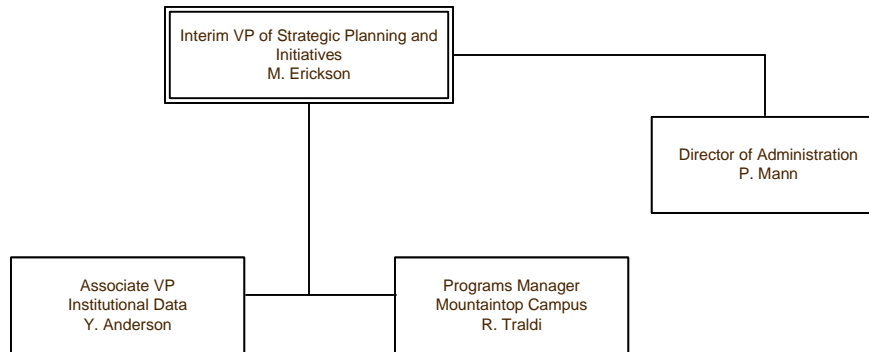 Interim VP of Strategic Planning and
Initiatives
M. Erickson
Director of Administration
P. Mann
Associate VP
Institutional Data
Y. Anderson
Programs Manager
Mountaintop Campus
R. Traldi